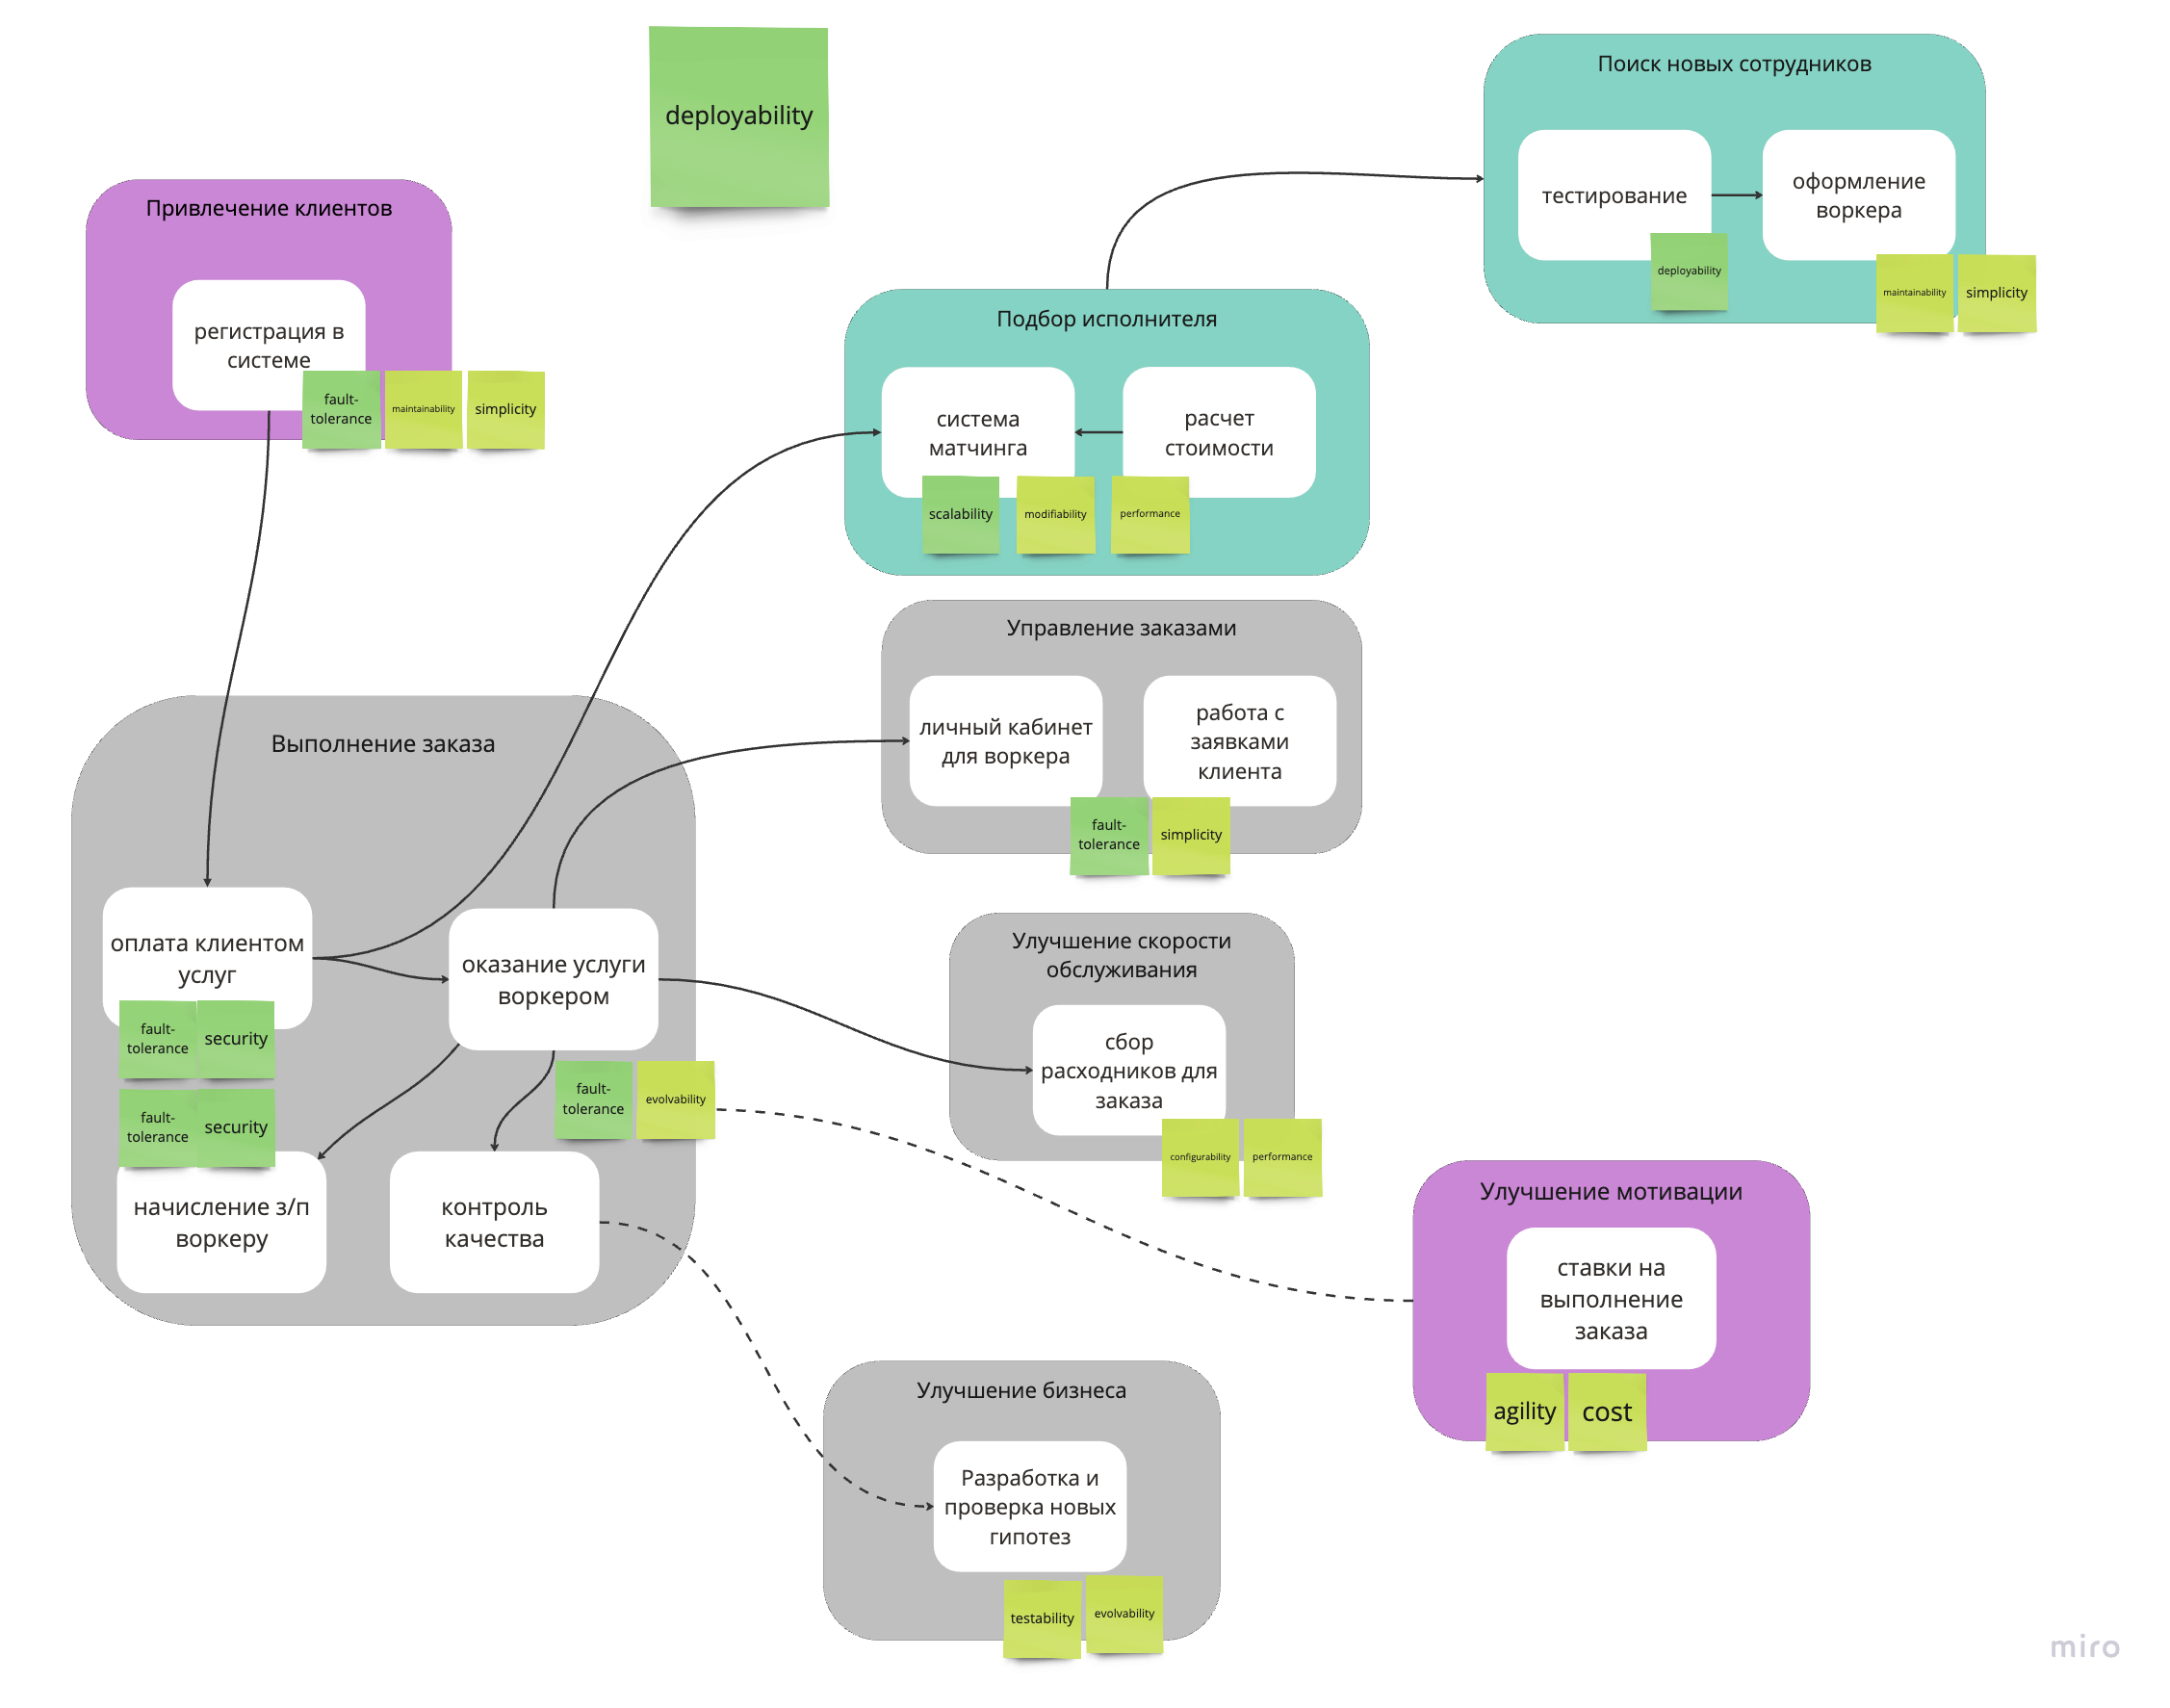 deployability
Поиск новых сотрудников
тестирование
оформление
воркера
deployability
maintainability
simplicity
Привлечение клиентов
регистрация в
системе
fault-
tolerance
maintainability
simplicity
Подбор исполнителя
система
матчинга
расчет
стоимости
scalability
modifiability
performance
Управление заказами
личный кабинет
для воркера
работа с
заявками
клиента
fault-
tolerance
simplicity
Выполнение заказа
оплата клиентом
услуг
оказание услуги
воркером
fault-
tolerance
security
fault-
tolerance
security
fault-
tolerance
evolvability
начисление з/п
воркеру
контроль
качества
Улучшение скорости
обслуживания
сбор
расходников для
заказа
configurability
performance
Улучшение мотивации
ставки на
выполнение
заказа
agility
cost
Улучшение бизнеса
Разработка и
проверка новых
гипотез
testability
evolvability
miro